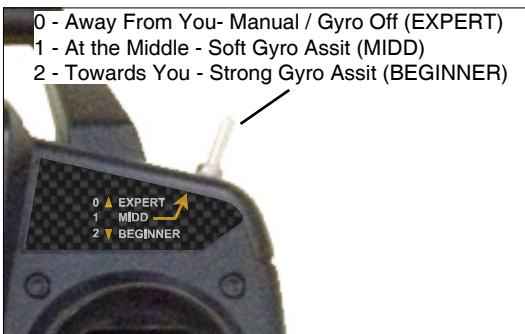 0 - Away From You- Manual / Gyro Off (EXPERT)
1 - At the Middle - Soft Gyro Assit (MIDD)
2 - Towards You - Strong Gyro Assit (BEGINNER)
0 ▲ EXPERT
1 MIDD
2 ▼ BEGINNER